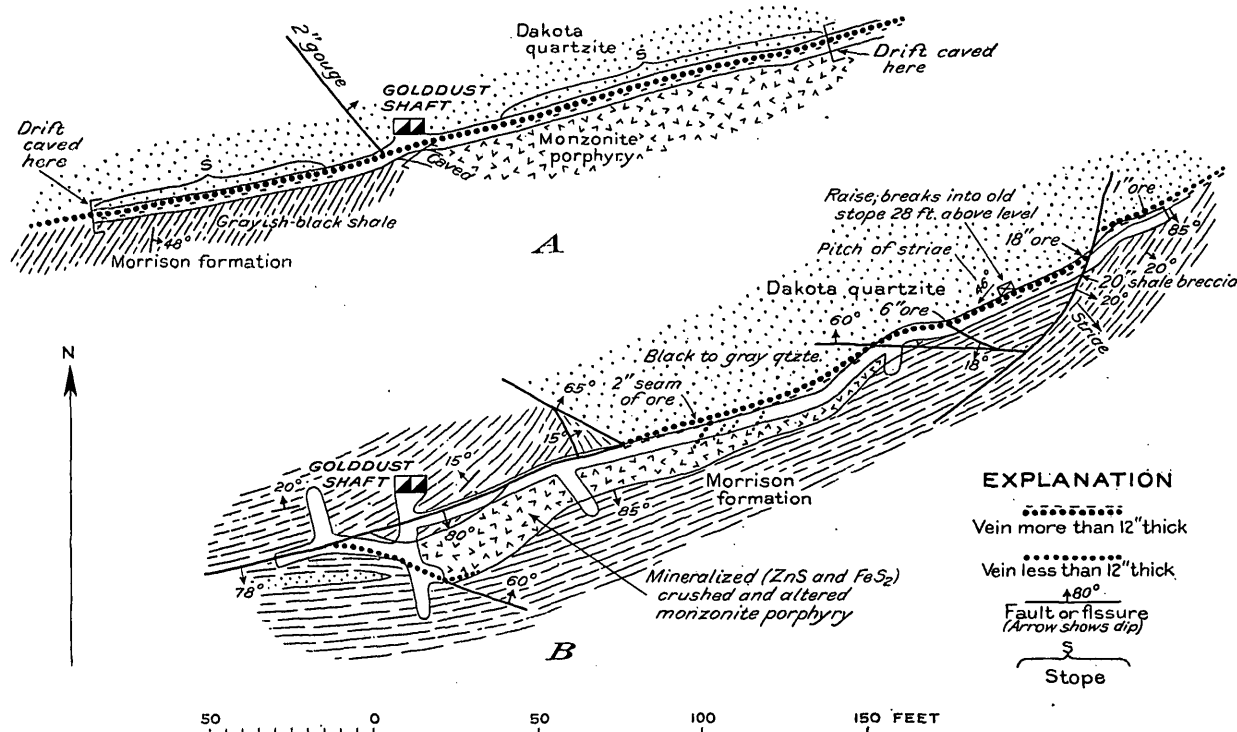 Dakota
quartzite
S
Drift caved
here
2" gouge
GOLDDUST
SHAFT
Monzonite
porphyry
Caved
Drift
caved
here
S
Grayish-black shale
48°
Morrison formation
A
Raise; breaks into old
stope 28 ft. above level
Pitch of striae
46°
1" ore
18" ore
85°
20°
20" shale breccia
20°
Striae
Dakota quartzite
6" ore
60°
18°
Black to gray qtzte.
N
65°
2" seam
of ore
15°
15°
GOLDDUST
SHAFT
20°
80°
85°
Morrison
formation
78°
60°
Mineralized (ZnS and FeS₂)
crushed and altered
monzonite porphyry
B
EXPLANATION
Vein more than 12" thick
Vein less than 12" thick
80°
Fault or fissure
(Arrow shows dip)
S
Stope
50 0 50 100 150 FEET